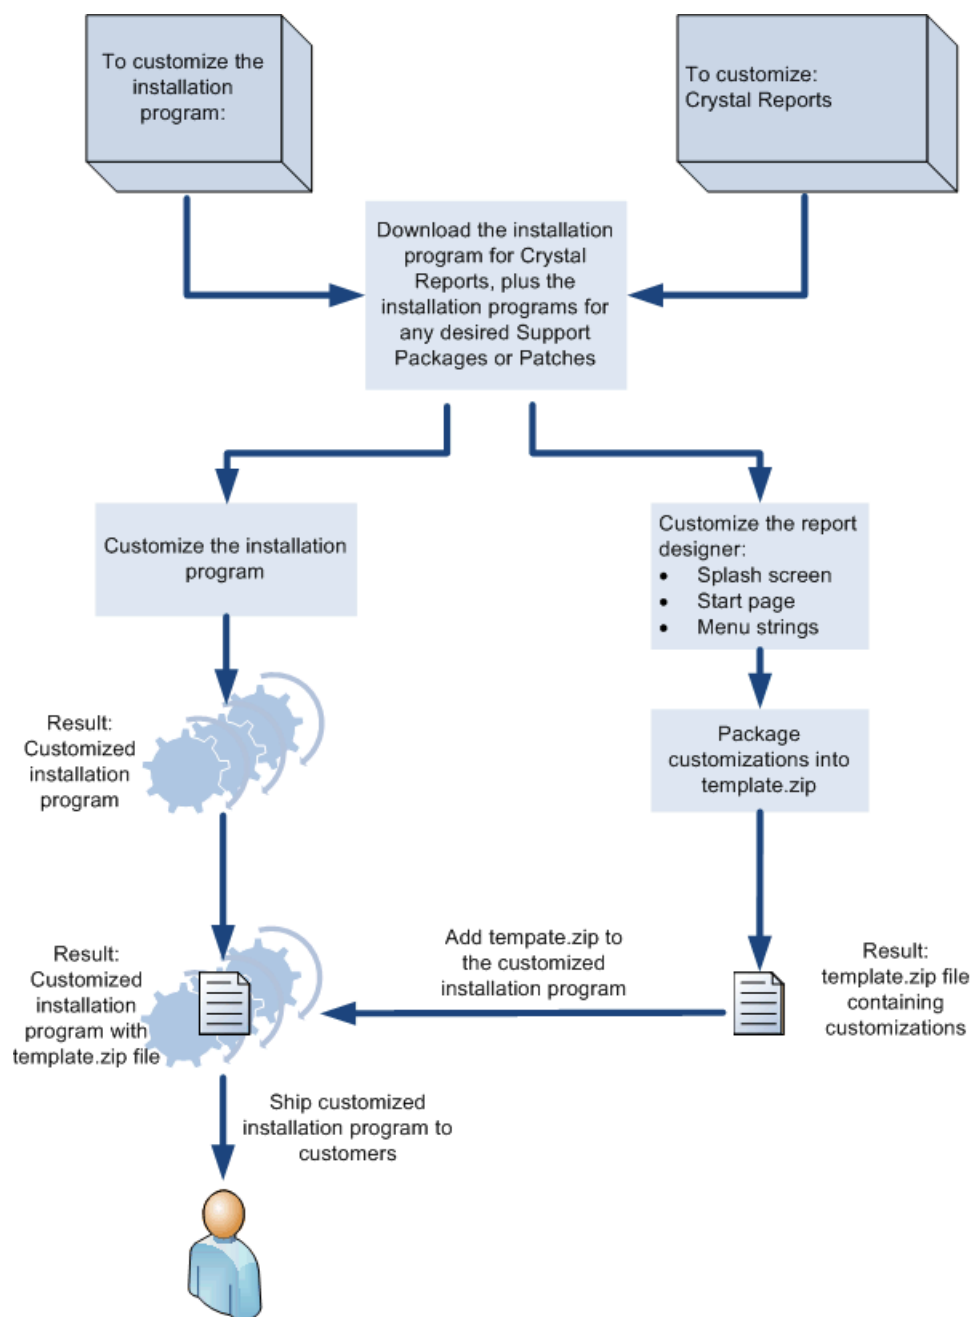 To customize the
installation
program:
To customize:
Crystal Reports
Download the installation
program for Crystal
Reports, plus the
installation programs for
any desired Support
Packages or Patches
Customize the installation
program
Customize the report
designer:
• Splash screen
• Start page
• Menu strings
Result:
Customized
installation
program
Package
customizations into
template.zip
Result:
Customized
installation
program with
template.zip file
Add tempate.zip to
the customized
installation program
Result:
template.zip file
containing
customizations
Ship customized
installation program to
customers